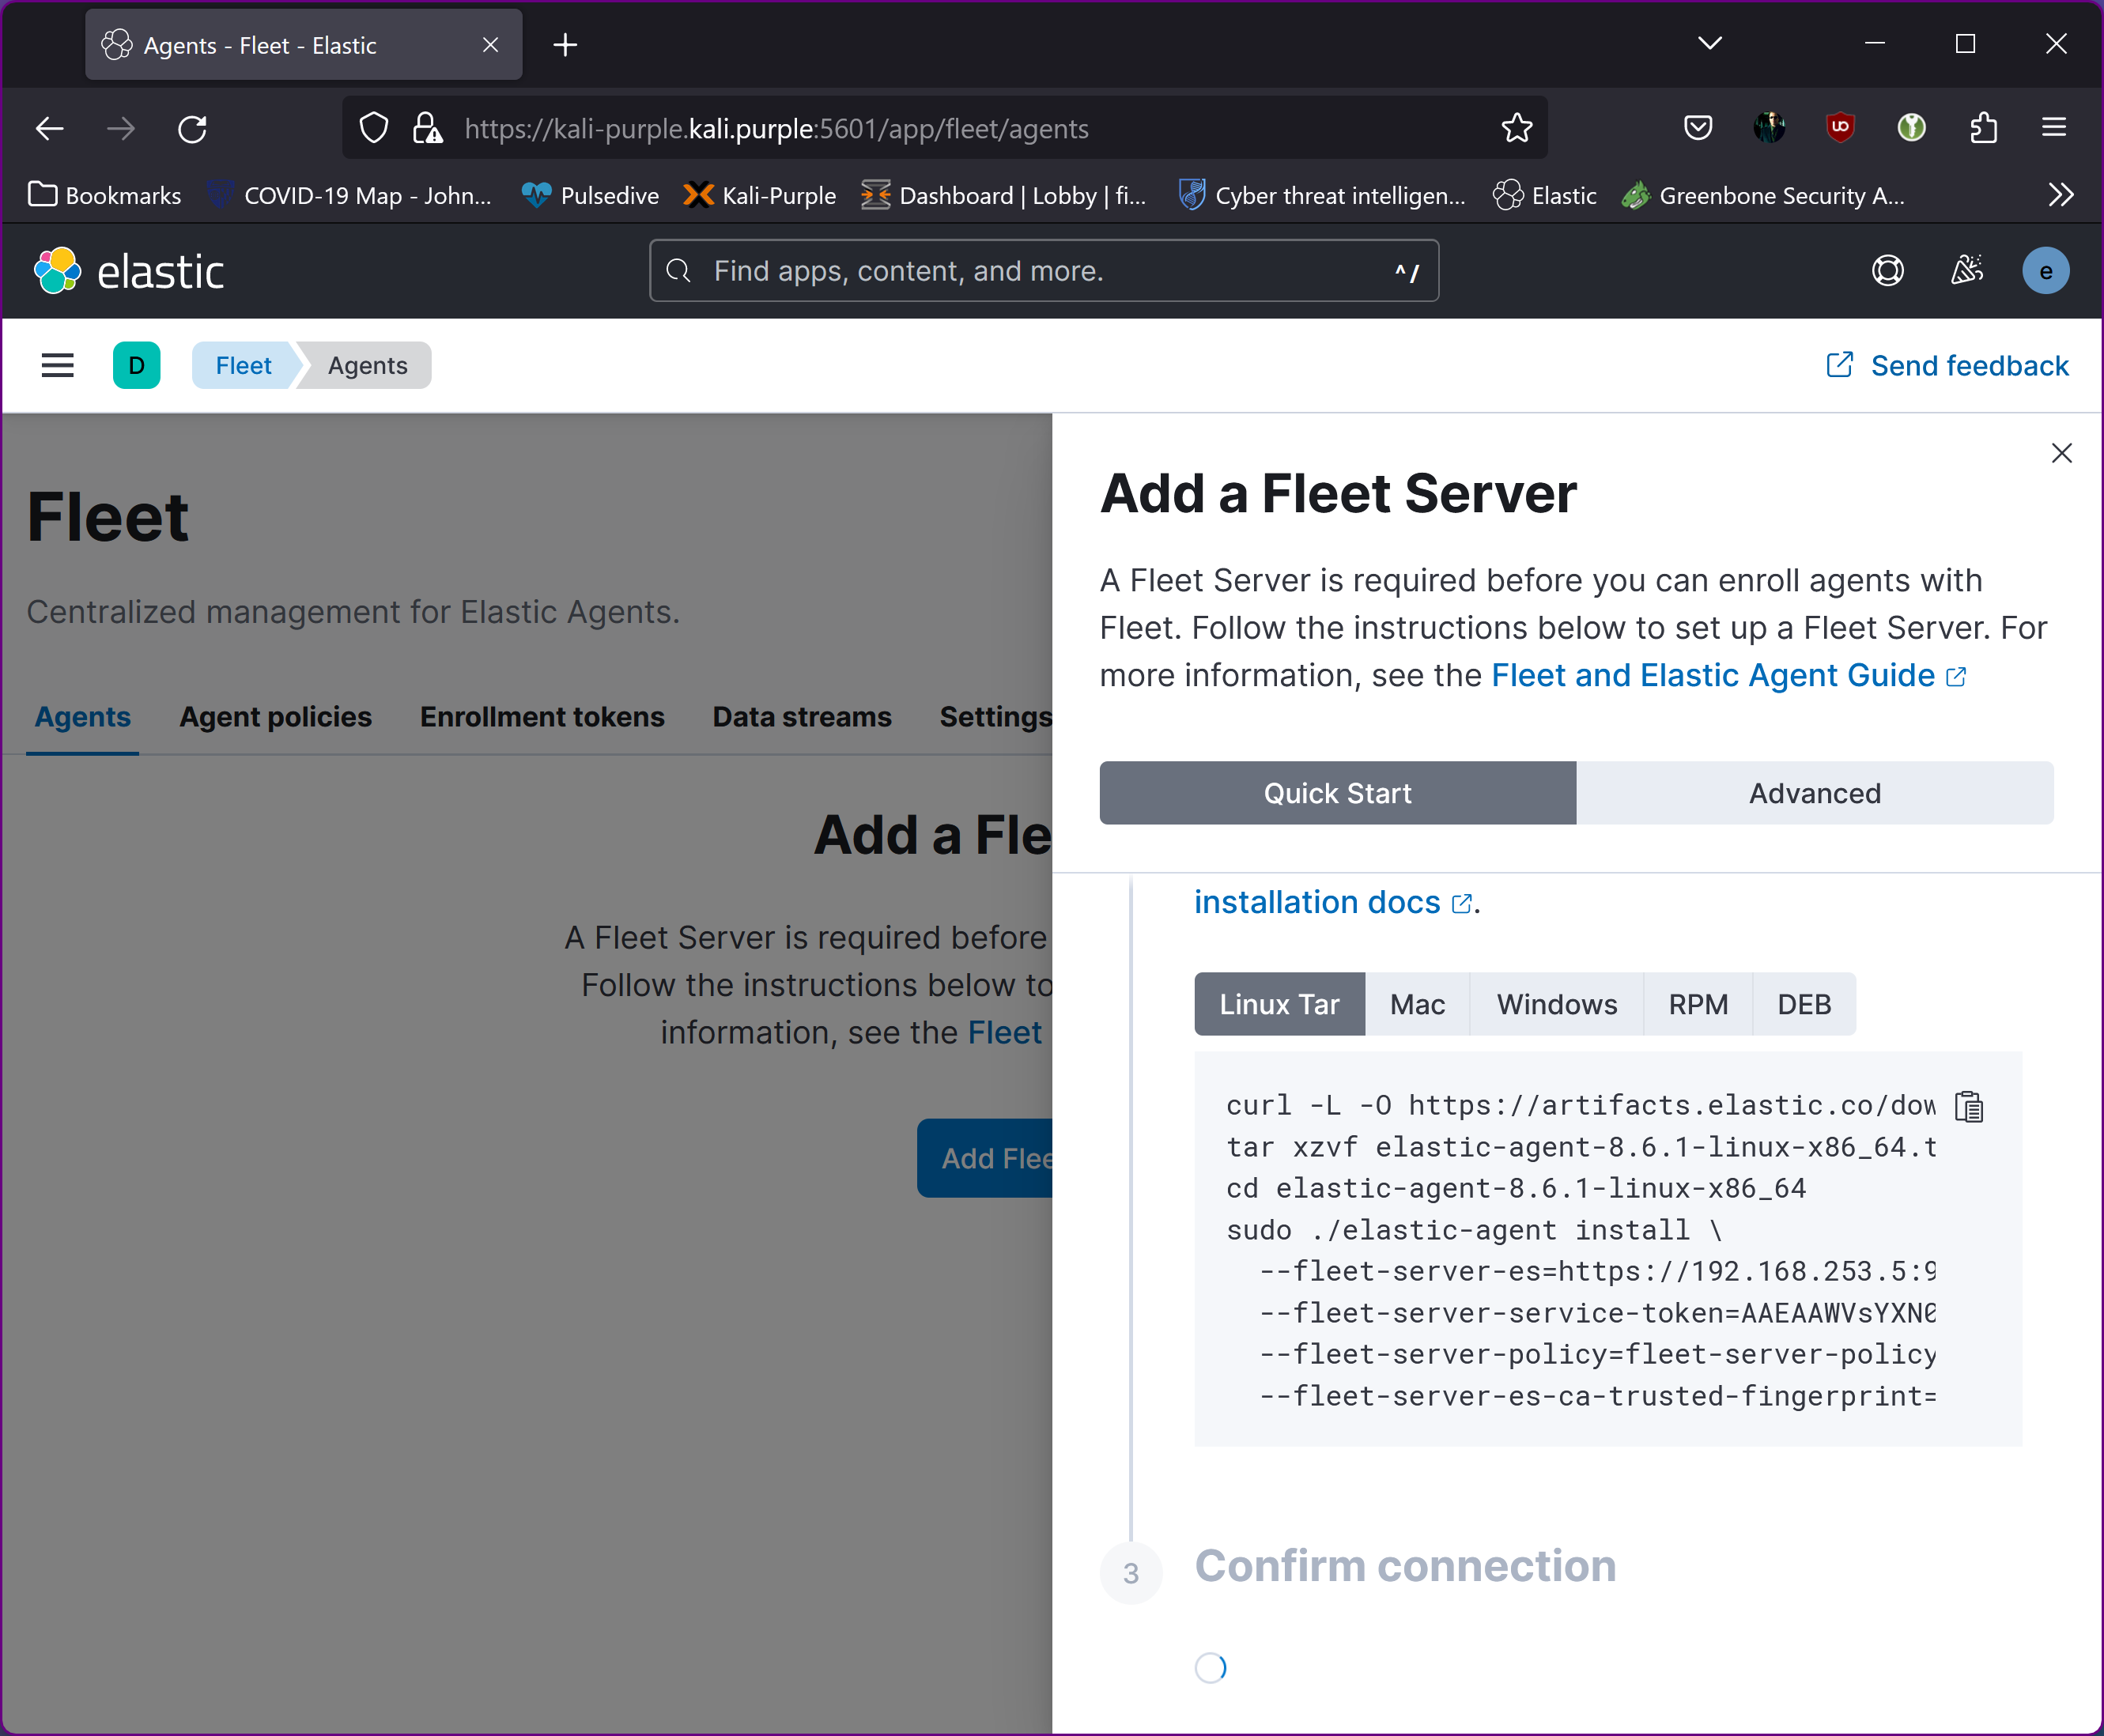 Agents - Fleet - Elastic
https://kali-purple.kali.purple:5601/app/fleet/agents
Bookmarks
COVID-19 Map - John...
Pulsedive
Kali-Purple
Dashboard | Lobby | fi...
Cyber threat intelligen...
Elastic
Greenbone Security A...
elastic
Find apps, content, and more.
^/
e
D
Fleet
Agents
Send feedback
Fleet
Centralized management for Elastic Agents.
Agents
Agent policies
Enrollment tokens
Data streams
Settings
Add a Fle
A Fleet Server is required before
Follow the instructions below to
information, see the Fleet
Add Flee
Add a Fleet Server
A Fleet Server is required before you can enroll agents with
Fleet. Follow the instructions below to set up a Fleet Server. For
more information, see the Fleet and Elastic Agent Guide
Quick Start
Advanced
installation docs.
Linux Tar
Mac
Windows
RPM
DEB
curl -L -O https://artifacts.elastic.co/dow
tar xzvf elastic-agent-8.6.1-linux-x86_64.t
cd elastic-agent-8.6.1-linux-x86_64
sudo ./elastic-agent install \
--fleet-server-es=https://192.168.253.5:9
--fleet-server-service-token=AAEAAWVsYXN0
--fleet-server-policy=fleet-server-policy
--fleet-server-es-ca-trusted-fingerprint=
3
Confirm connection